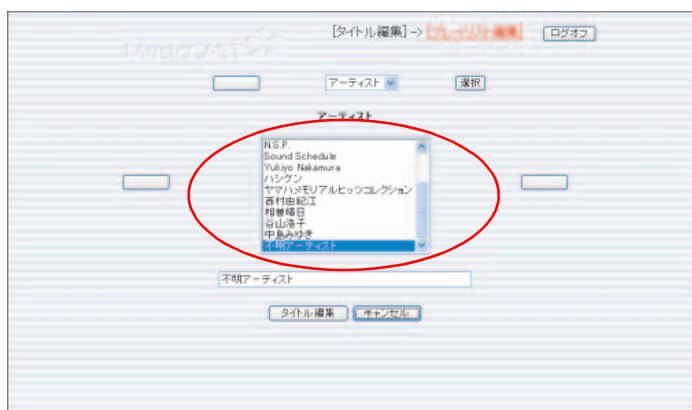 [タイトル編集]->[プレーリスト編集] ログオフ
MUSICCAST
アーティスト 選択
アーティスト
N.S.P.
Sound Schedule
Yukiyo Nakamura
ハシケン
ヤマハメモリアルヒッツコレクション
西村由紀江
相曽晴日
谷山浩子
中島みゆき
不明アーティスト
不明アーティスト
タイトル編集 キャンセル